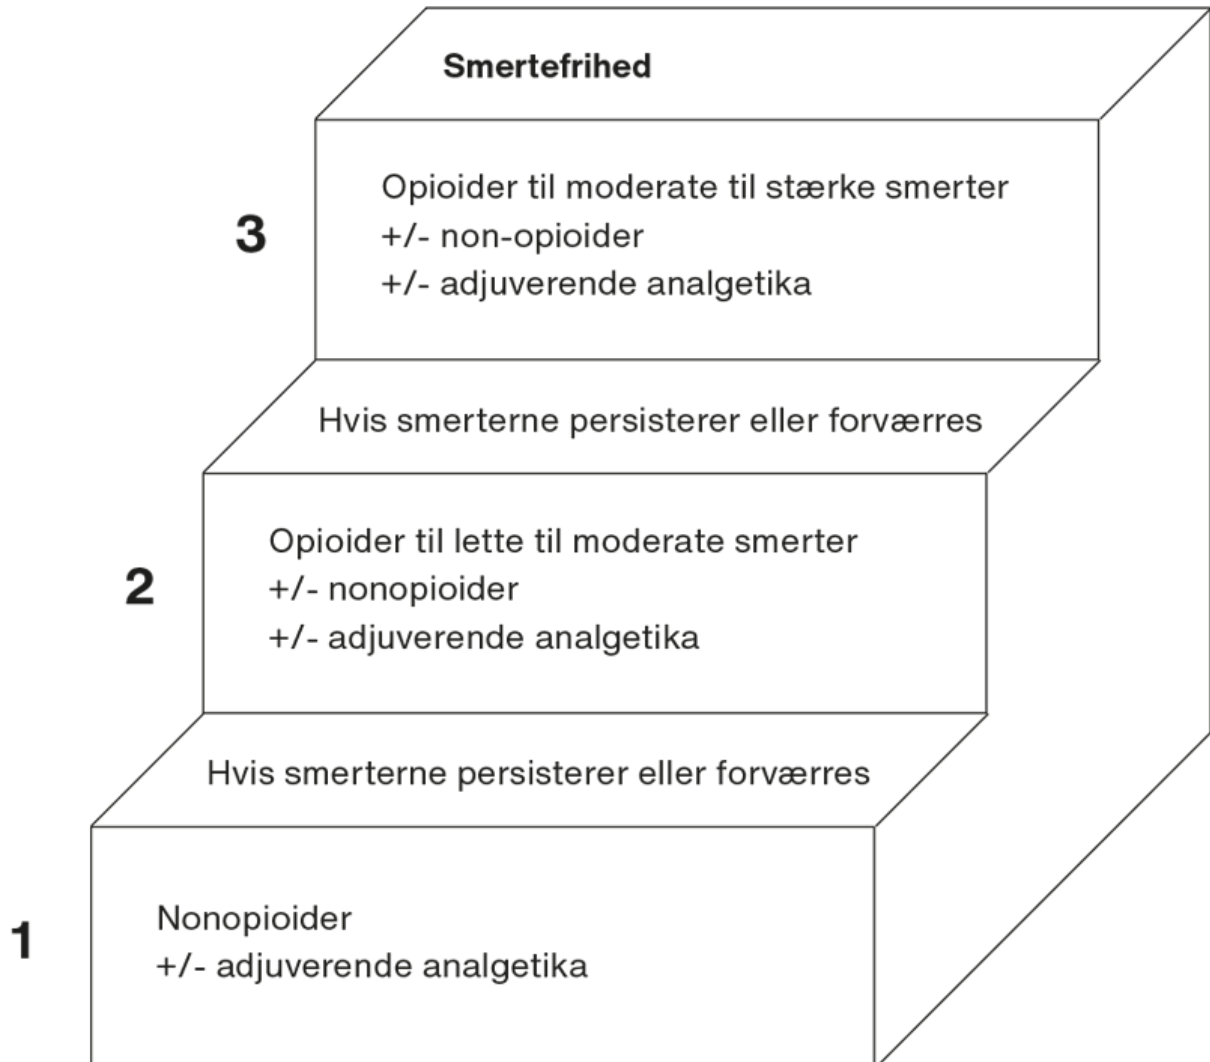 Smertefrihed
3
Opioider til moderate til stærke smerter
+/- non-opioider
+/- adjuverende analgetika
Hvis smerterne persisterer eller forværres
2
Opioider til lette til moderate smerter
+/- nonopioider
+/- adjuverende analgetika
Hvis smerterne persisterer eller forværres
1
Nonopioider
+/- adjuverende analgetika